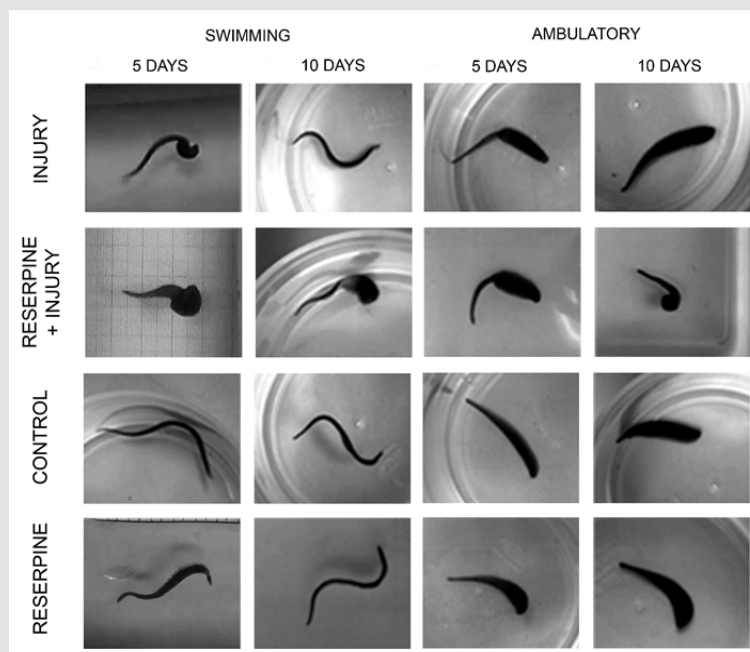 SWIMMING
AMBULATORY
5 DAYS
10 DAYS
5 DAYS
10 DAYS
INJURY
RESERPINE
+ INJURY
CONTROL
RESERPINE